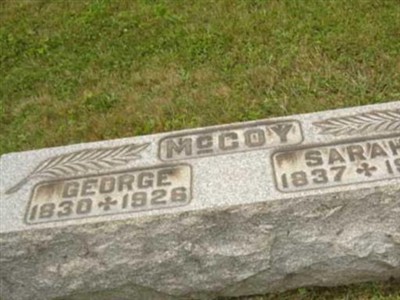 McCOY
GEORGE
1830 + 1926
SARAH
1837 +